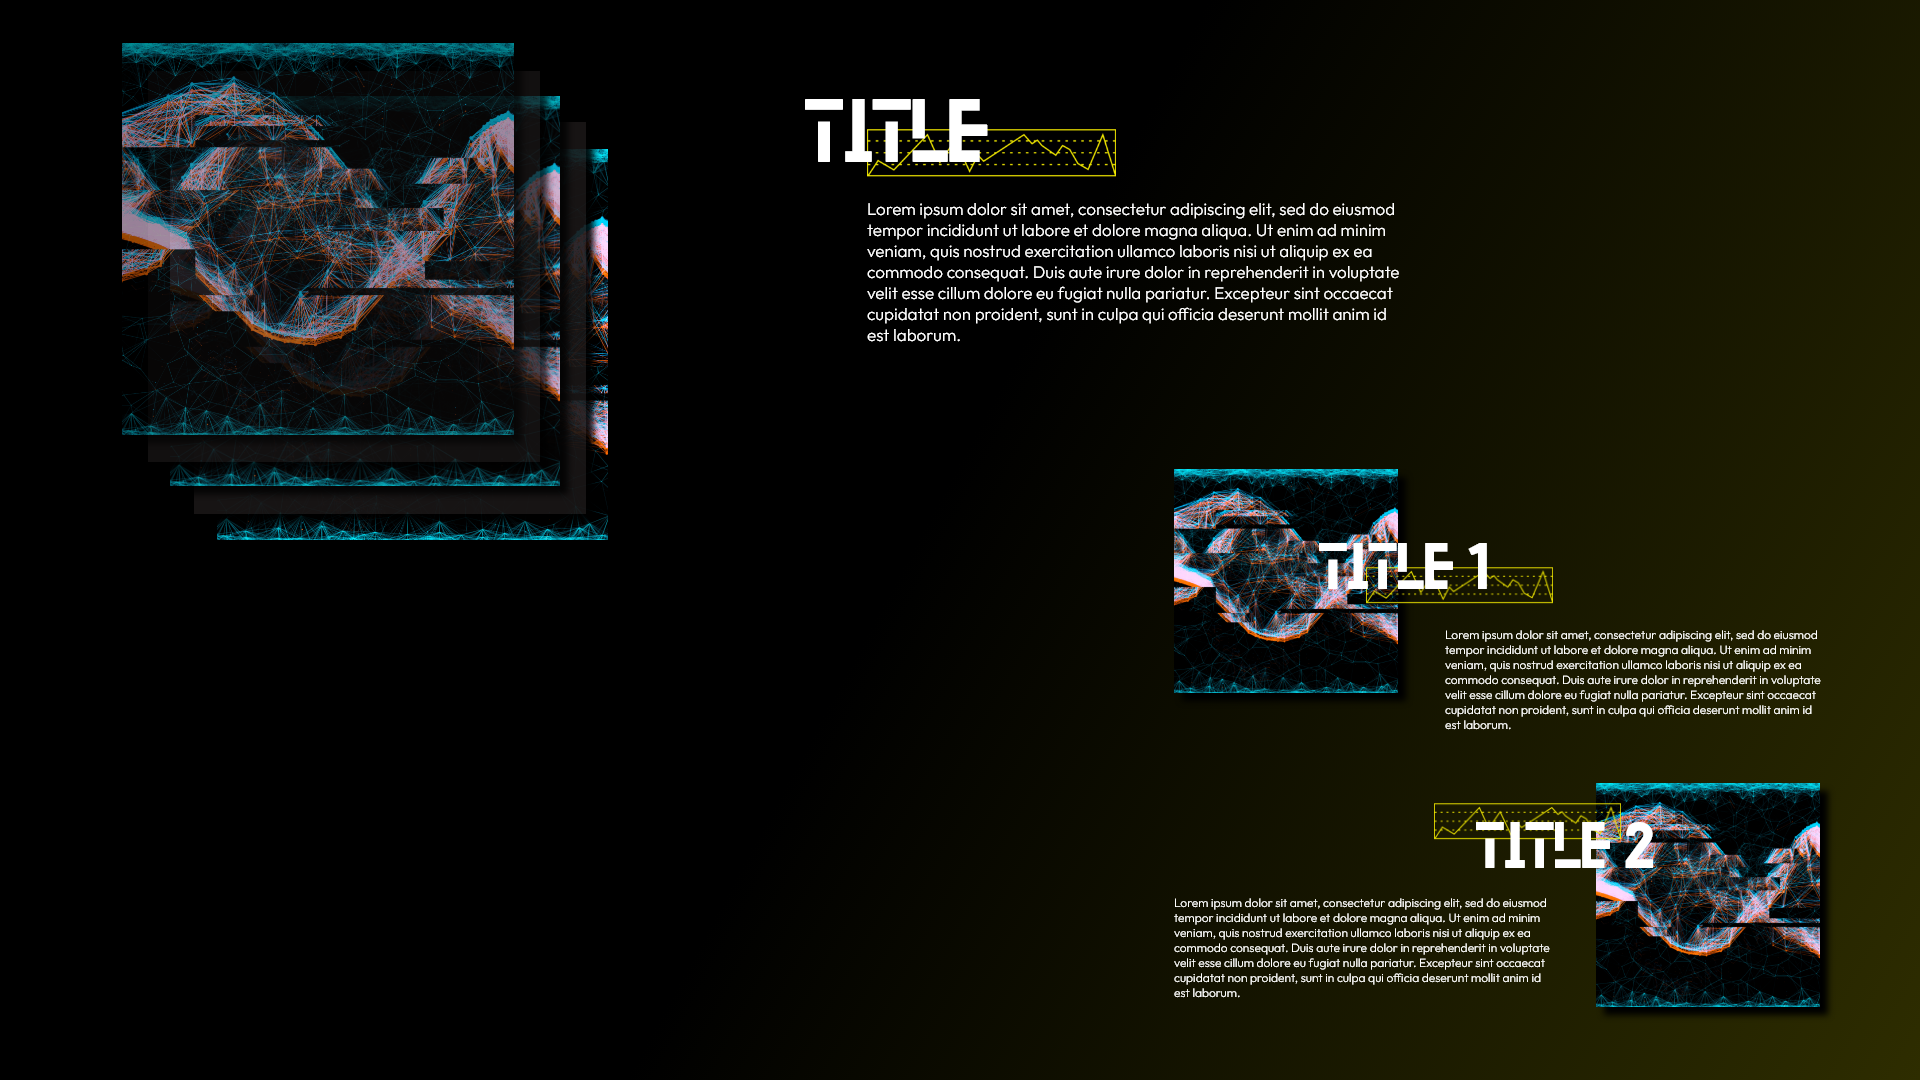 TITLE
Lorem ipsum dolor sit amet, consectetur adipiscing elit, sed do eiusmod
tempor incididunt ut labore et dolore magna aliqua. Ut enim ad minim
veniam, quis nostrud exercitation ullamco laboris nisi ut aliquip ex ea
commodo consequat. Duis aute irure dolor in reprehenderit in voluptate
velit esse cillum dolore eu fugiat nulla pariatur. Excepteur sint occaecat
cupidatat non proident, sunt in culpa qui officia deserunt mollit anim id
est laborum.
TITLE 1
Lorem ipsum dolor sit amet, consectetur adipiscing elit, sed do eiusmod
tempor incididunt ut labore et dolore magna aliqua. Ut enim ad minim
veniam, quis nostrud exercitation ullamco laboris nisi ut aliquip ex ea
commodo consequat. Duis aute irure dolor in reprehenderit in voluptate
velit esse cillum dolore eu fugiat nulla pariatur. Excepteur sint occaecat
cupidatat non proident, sunt in culpa qui officia deserunt mollit anim id
est laborum.
TITLE 2
Lorem ipsum dolor sit amet, consectetur adipiscing elit, sed do eiusmod
tempor incididunt ut labore et dolore magna aliqua. Ut enim ad minim
veniam, quis nostrud exercitation ullamco laboris nisi ut aliquip ex ea
commodo consequat. Duis aute irure dolor in reprehenderit in voluptate
velit esse cillum dolore eu fugiat nulla pariatur. Excepteur sint occaecat
cupidatat non proident, sunt in culpa qui officia deserunt mollit anim id
est laborum.